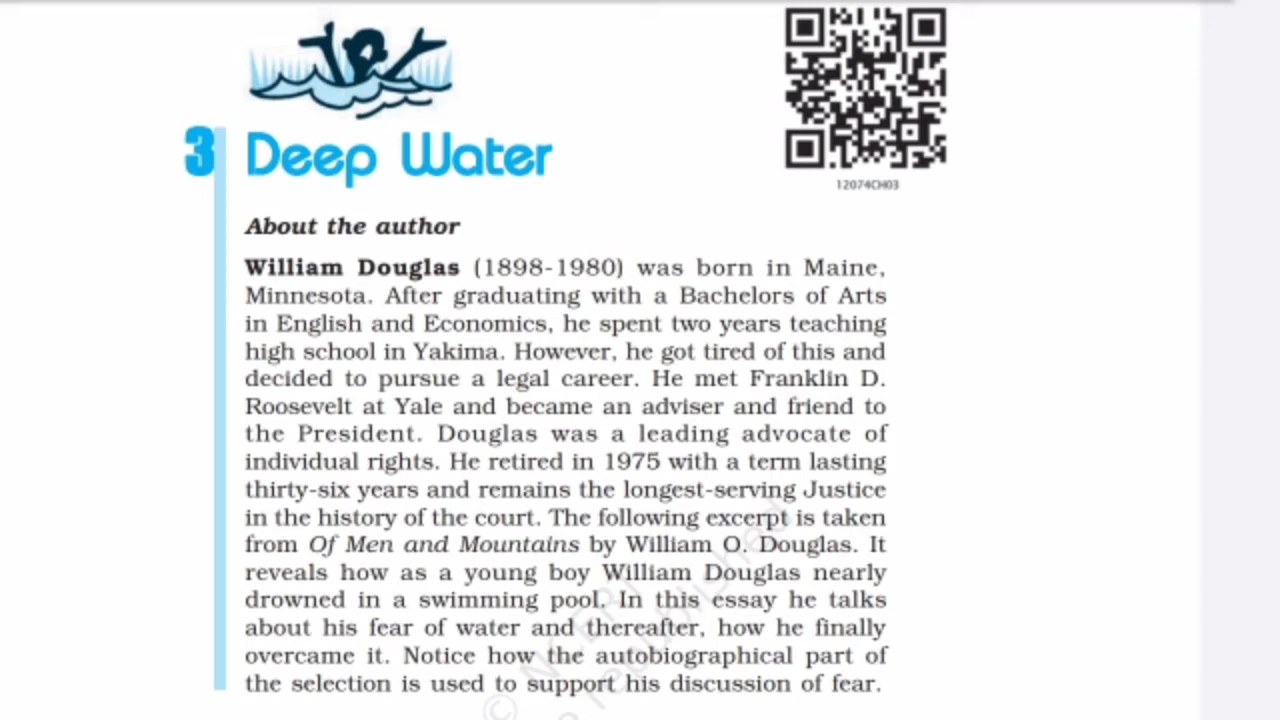 12074CH03
3 Deep Water
About the author
William Douglas (1898-1980) was born in Maine,
Minnesota. After graduating with a Bachelors of Arts
in English and Economics, he spent two years teaching
high school in Yakima. However, he got tired of this and
decided to pursue a legal career. He met Franklin D.
Roosevelt at Yale and became an adviser and friend to
the President. Douglas was a leading advocate of
individual rights. He retired in 1975 with a term lasting
thirty-six years and remains the longest-serving Justice
in the history of the court. The following excerpt is taken
from Of Men and Mountains by William O. Douglas. It
reveals how as a young boy William Douglas nearly
drowned in a swimming pool. In this essay he talks
about his fear of water and thereafter, how he finally
overcame it. Notice how the autobiographical part of
the selection is used to support his discussion of fear.
© NCERT
republished